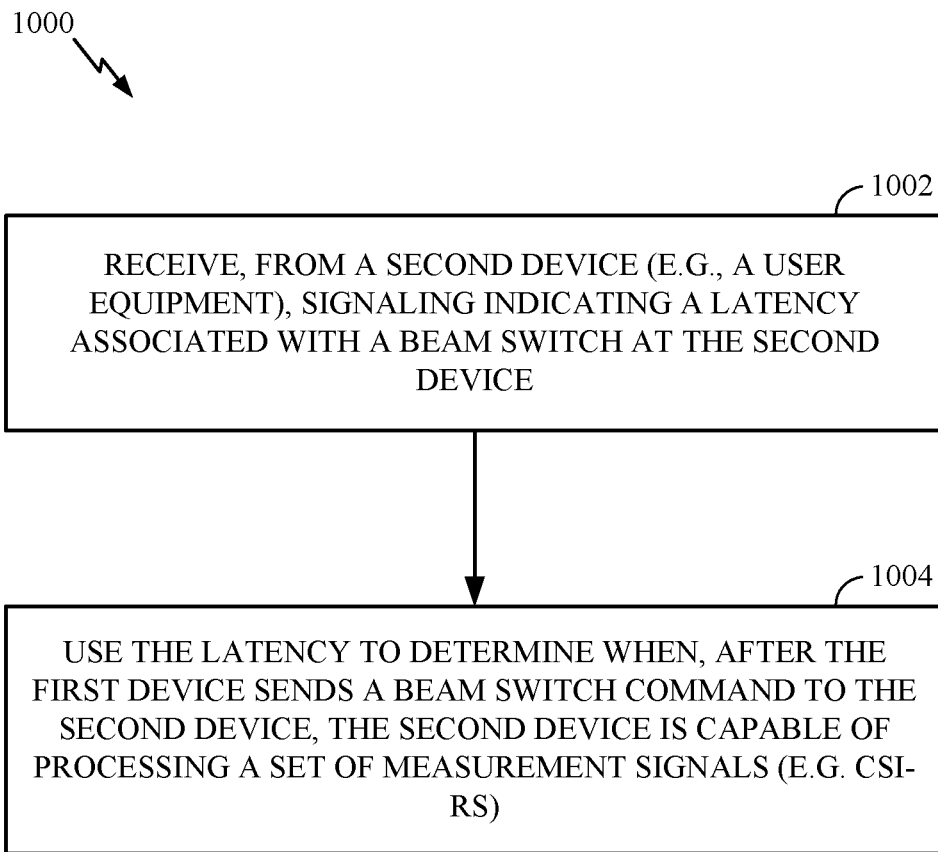 1000
1002
RECEIVE, FROM A SECOND DEVICE (E.G., A USER
EQUIPMENT), SIGNALING INDICATING A LATENCY
ASSOCIATED WITH A BEAM SWITCH AT THE SECOND
DEVICE
1004
USE THE LATENCY TO DETERMINE WHEN, AFTER THE
FIRST DEVICE SENDS A BEAM SWITCH COMMAND TO THE
SECOND DEVICE, THE SECOND DEVICE IS CAPABLE OF
PROCESSING A SET OF MEASUREMENT SIGNALS (E.G. CSI-
RS)